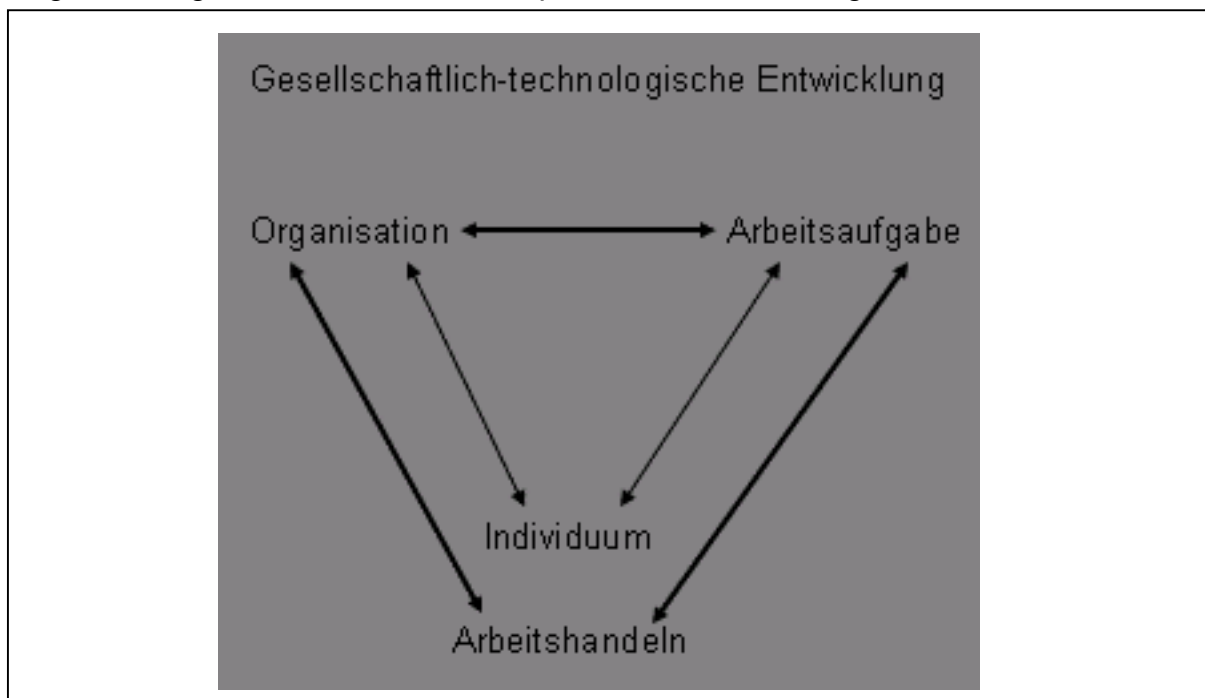 Gesellschaftlich-technologische Entwicklung
Organisation Arbeitsaufgabe
Individuum
Arbeitshandeln